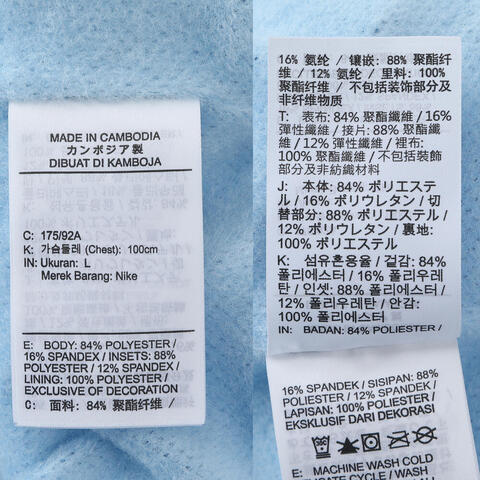 MADE IN CAMBODIA
カンボジア製
DIBUAT DI KAMBOJA
C: 175/92A
K: 가슴둘레 (Chest): 100cm
IN: Ukuran: L
Merek Barang: Nike
E: BODY: 84% POLYESTER /
16% SPANDEX / INSETS: 88%
POLYESTER / 12% SPANDEX /
LINING: 100% POLYESTER /
EXCLUSIVE OF DECORATION
C: 面料: 84% 聚酯纤维 /
16% 氨纶 / 镶嵌: 88% 聚酯纤
维 / 12% 氨纶 / 里料: 100%
聚酯纤维 / 不包括装饰部分及
非纤维物质
T: 表布: 84% 聚酯纖維 / 16%
彈性纖維 / 接片: 88% 聚酯纖
維 / 12% 彈性纖維 / 裡布:
100% 聚酯纖維 / 不包括裝飾
部分及非紡織材料
J: 本体: 84% ポリエステ
ル / 16% ポリウレタン / 切
替部分: 88% ポリエステル /
12% ポリウレタン / 裏地:
100% ポリエステル
K: 섬유혼용율 / 겉감: 84%
폴리에스터 / 16% 폴리우레
탄 / 인셋: 88% 폴리에스터 /
12% 폴리우레탄 / 안감:
100% 폴리에스터
IN: BADAN: 84% POLIESTER /
16% SPANDEX / SISIPAN: 88%
POLIESTER / 12% SPANDEX /
LAPISAN: 100% POLIESTER /
EKSKLUSIF DARI DEKORASI
E: MACHINE WASH COLD
DELICATE CYCLE / WASH